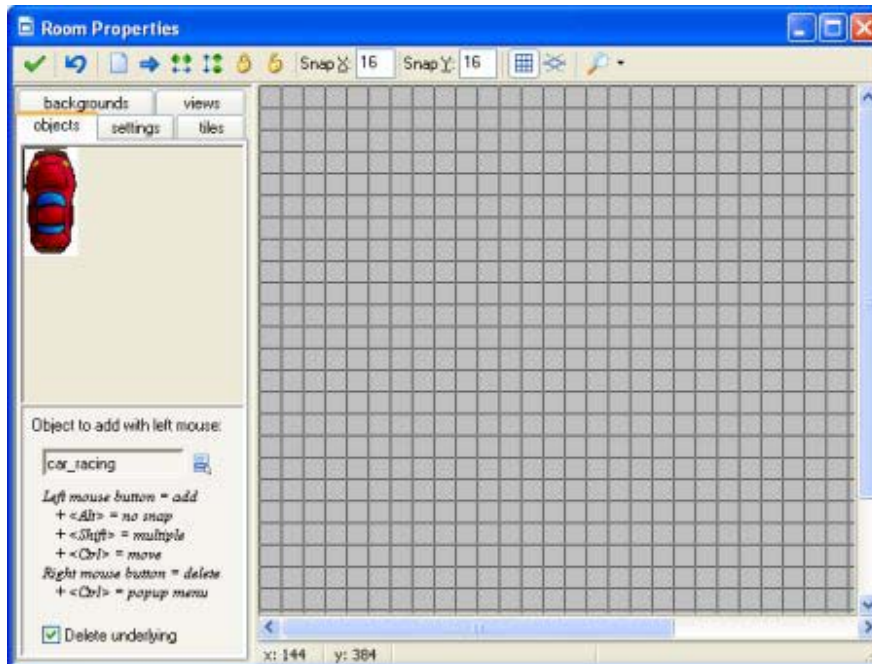 Room Properties
Snap X: 16 Snap Y: 16
backgrounds views
objects settings tiles
Object to add with left mouse:
car_racing
Left mouse button = add
+ <Alt> = no snap
+ <Shift> = multiple
+ <Ctrl> = move
Right mouse button = delete
+ <Ctrl> = popup menu
Delete underlying
x: 144 y: 384